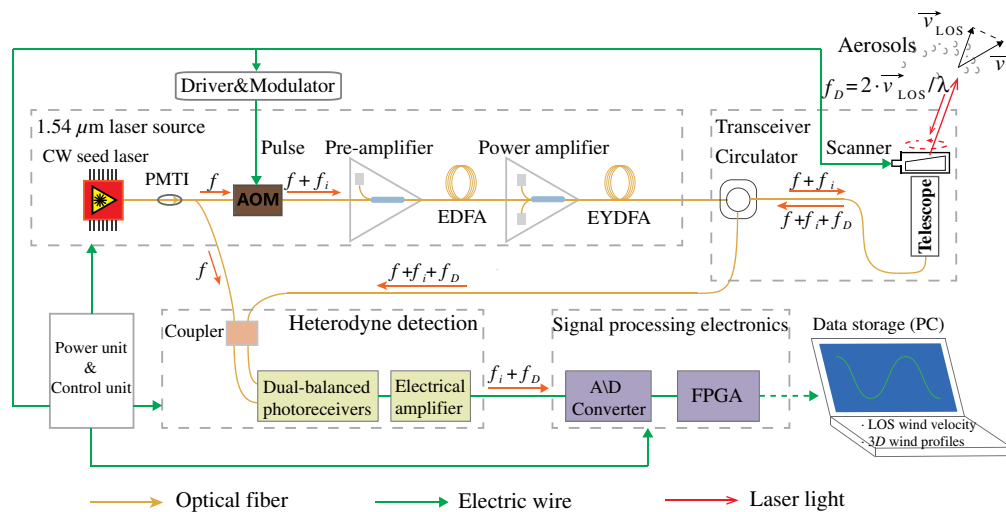 v⃗LOS
Aerosols
v⃗
Driver&Modulator
f_D=2·v⃗LOS/λ
1.54 μm laser source
Transceiver
CW seed laser
Pulse
Pre-amplifier
Power amplifier
Circulator
Scanner
PMTI
f
f+f_i
f+f_i
AOM
EDFA
EYDFA
f+f_i+f_D
Telescope
f
f+f_i+f_D
Coupler
Heterodyne detection
Signal processing electronics
Data storage (PC)
Power unit
&
Control unit
Dual-balanced
photoreceivers
Electrical
amplifier
f_i+f_D
A\D
Converter
FPGA
· LOS wind velocity
· 3D wind profiles
Optical fiber
Electric wire
Laser light